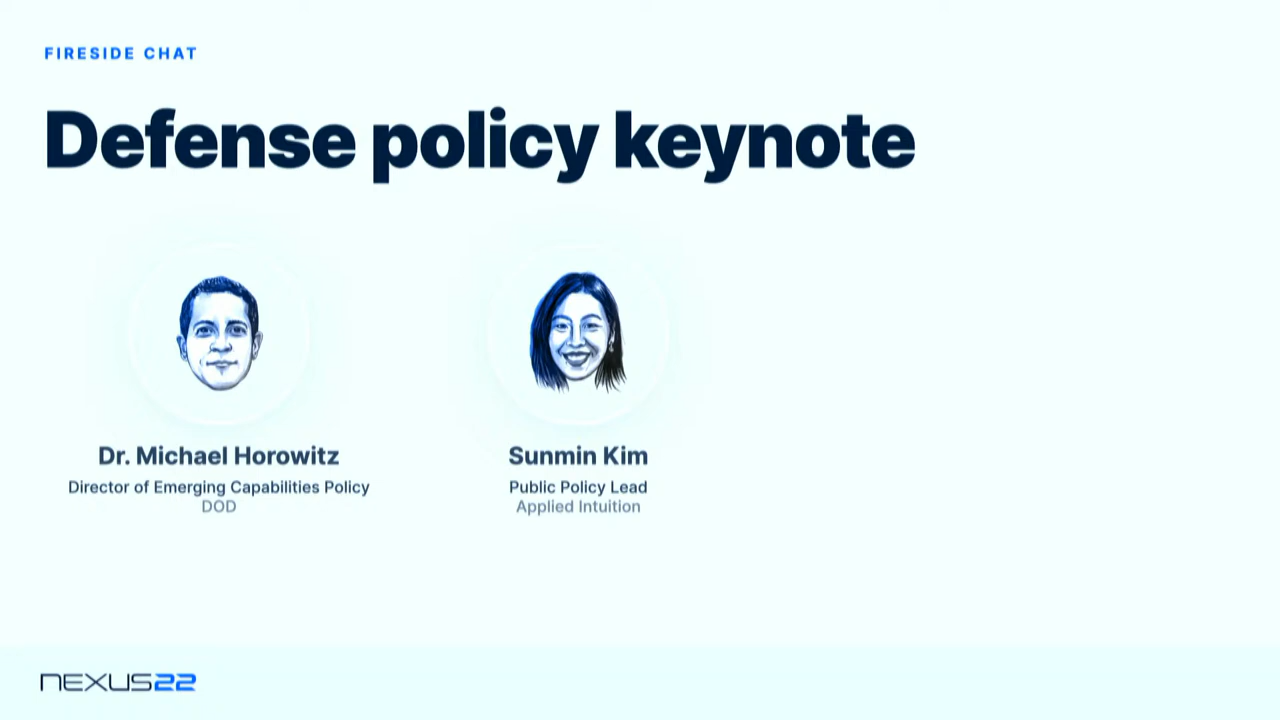 FIRESIDE CHAT
Defense policy keynote
Dr. Michael Horowitz
Director of Emerging Capabilities Policy
DOD
Sunmin Kim
Public Policy Lead
Applied Intuition
NEXUS22